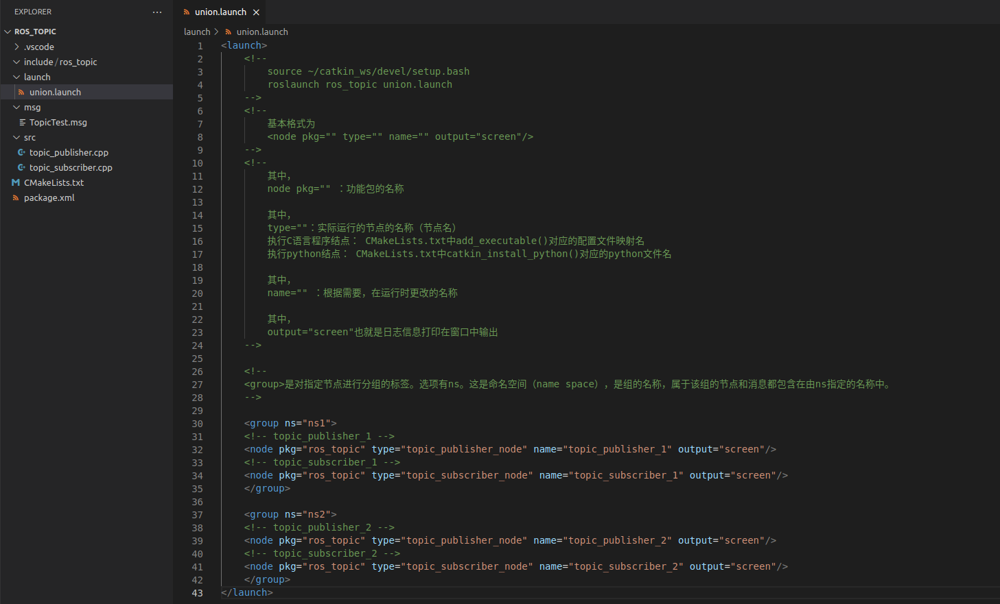 EXPLORER
···
union.launch
ROS_TOPIC
launch > union.launch
.vscode
include / ros_topic
launch
union.launch
msg
TopicTest.msg
src
topic_publisher.cpp
topic_subscriber.cpp
CMakeLists.txt
package.xml
1 <launch>
2 <!--
3 source ~/catkin_ws/devel/setup.bash
4 roslaunch ros_topic union.launch
5 -->
6 <!--
7 基本格式为
8 <node pkg="" type="" name="" output="screen"/>
9 -->
10 <!--
11 其中，
12 node pkg="" ：功能包的名称
13
14 其中，
15 type=""：实际运行的节点的名称（节点名）
16 执行C语言程序结点： CMakeLists.txt中add_executable()对应的配置文件映射名
17 执行python结点： CMakeLists.txt中catkin_install_python()对应的python文件名
18
19 其中，
20 name="" ：根据需要，在运行时更改的名称
21
22 其中，
23 output="screen"也就是日志信息打印在窗口中输出
24 -->
25
26 <!--
27 <group>是对指定节点进行分组的标签。选项有ns。这是命名空间（name space），是组的名称，属于该组的节点和消息都包含在由ns指定的名称中。
28 -->
29
30 <group ns="ns1">
31 <!-- topic_publisher_1 -->
32 <node pkg="ros_topic" type="topic_publisher_node" name="topic_publisher_1" output="screen"/>
33 <!-- topic_subscriber_1 -->
34 <node pkg="ros_topic" type="topic_subscriber_node" name="topic_subscriber_1" output="screen"/>
35 </group>
36
37 <group ns="ns2">
38 <!-- topic_publisher_2 -->
39 <node pkg="ros_topic" type="topic_publisher_node" name="topic_publisher_2" output="screen"/>
40 <!-- topic_subscriber_2 -->
41 <node pkg="ros_topic" type="topic_subscriber_node" name="topic_subscriber_2" output="screen"/>
42 </group>
43 </launch>